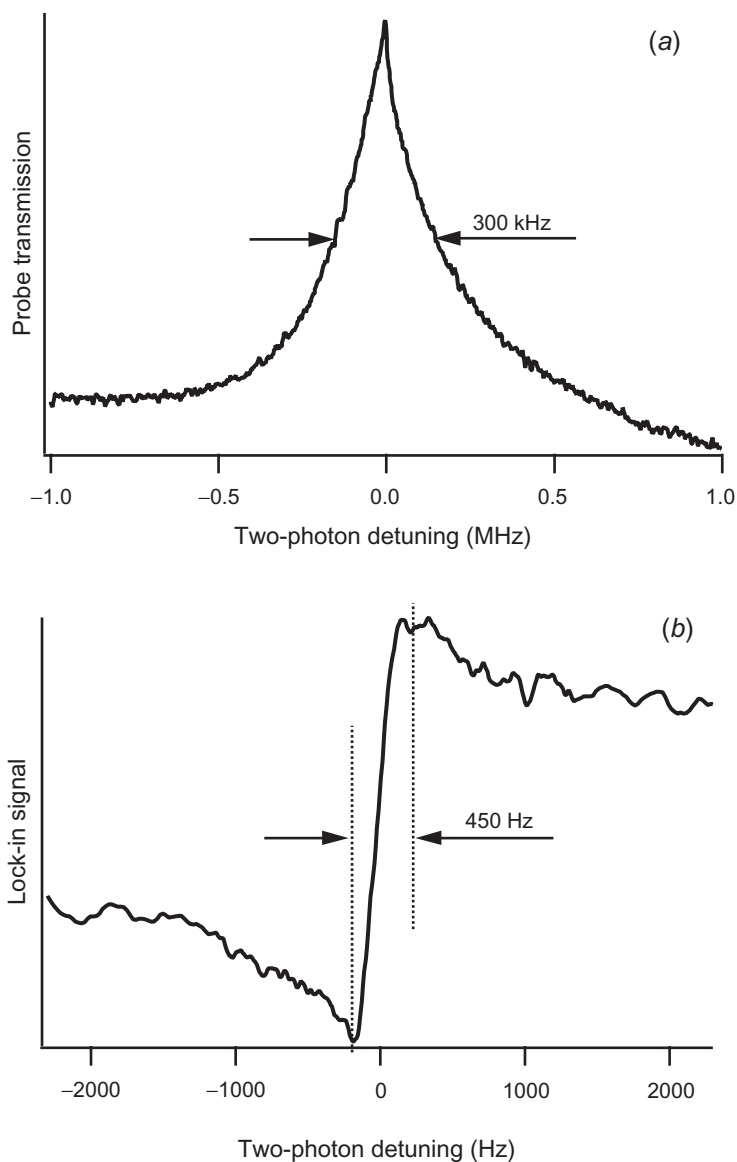 (a)
Probe transmission
300 kHz
−1.0 −0.5 0.0 0.5 1.0
Two-photon detuning (MHz)
(b)
Lock-in signal
450 Hz
−2000 −1000 0 1000 2000
Two-photon detuning (Hz)